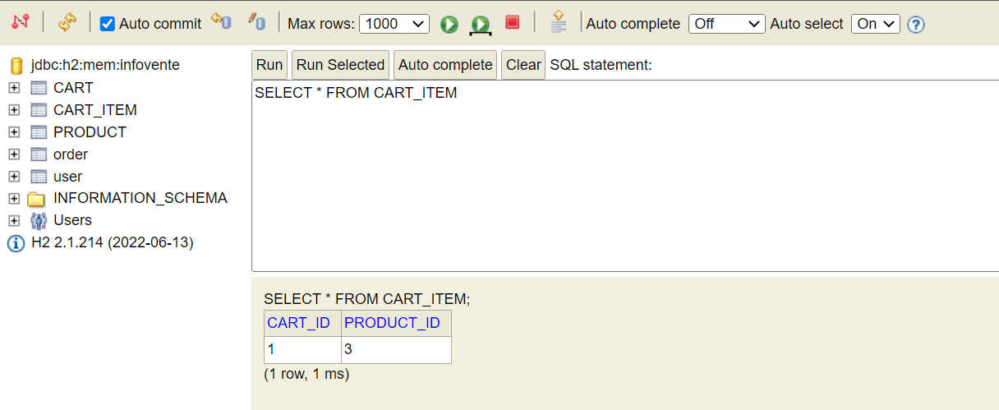 Auto commit Max rows: 1000 Auto complete Off Auto select On
jdbc:h2:mem:infovente
CART
CART_ITEM
PRODUCT
order
user
INFORMATION_SCHEMA
Users
H2 2.1.214 (2022-06-13)
Run Run Selected Auto complete Clear SQL statement:
SELECT * FROM CART_ITEM
SELECT * FROM CART_ITEM;
CART_ID PRODUCT_ID
1 3
(1 row, 1 ms)